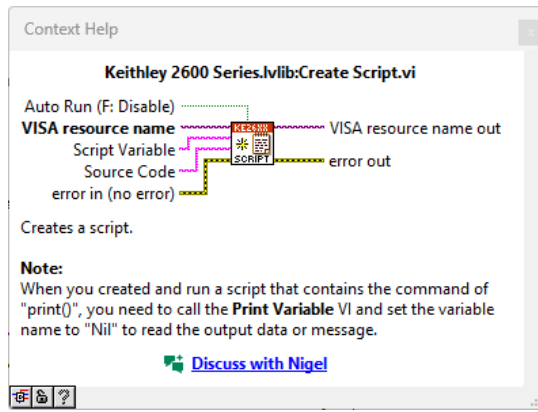 Context Help
x
Keithley 2600 Series.lvlib:Create Script.vi
Auto Run (F: Disable)
VISA resource name
Script Variable
Source Code
error in (no error)
KE26XX
SCRIPT
VISA resource name out
error out
Creates a script.
Note:
When you created and run a script that contains the command of
"print()", you need to call the Print Variable VI and set the variable
name to "Nil" to read the output data or message.
Discuss with Nigel
?